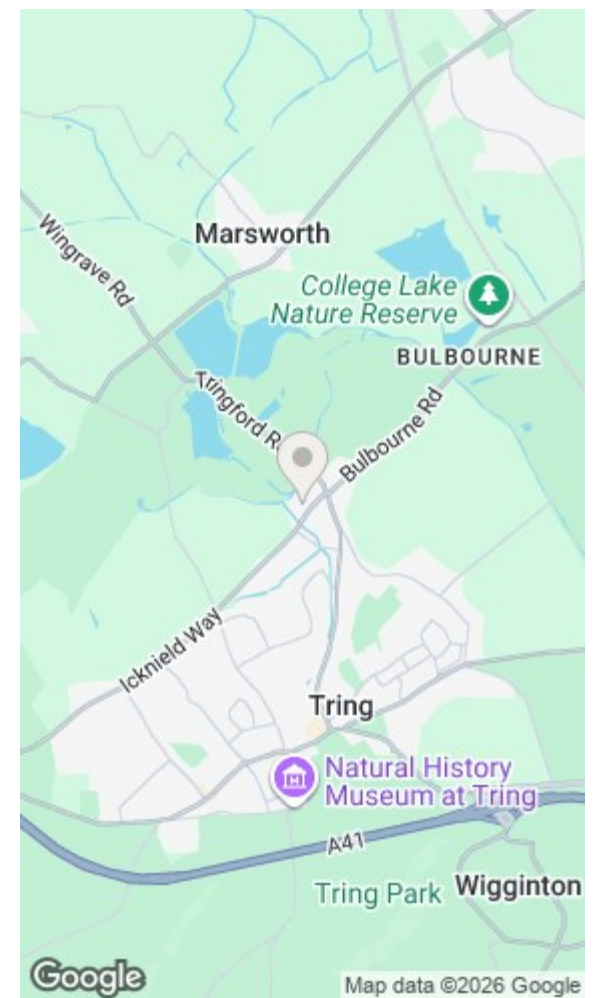 Marsworth
Wingrave Rd
College Lake
Nature Reserve
BULBOURNE
Tringford R
Bulbourne Rd
Icknield Way
Tring
Natural History
Museum at Tring
A41
Tring Park
Wigginton
Google
Map data ©2026 Google